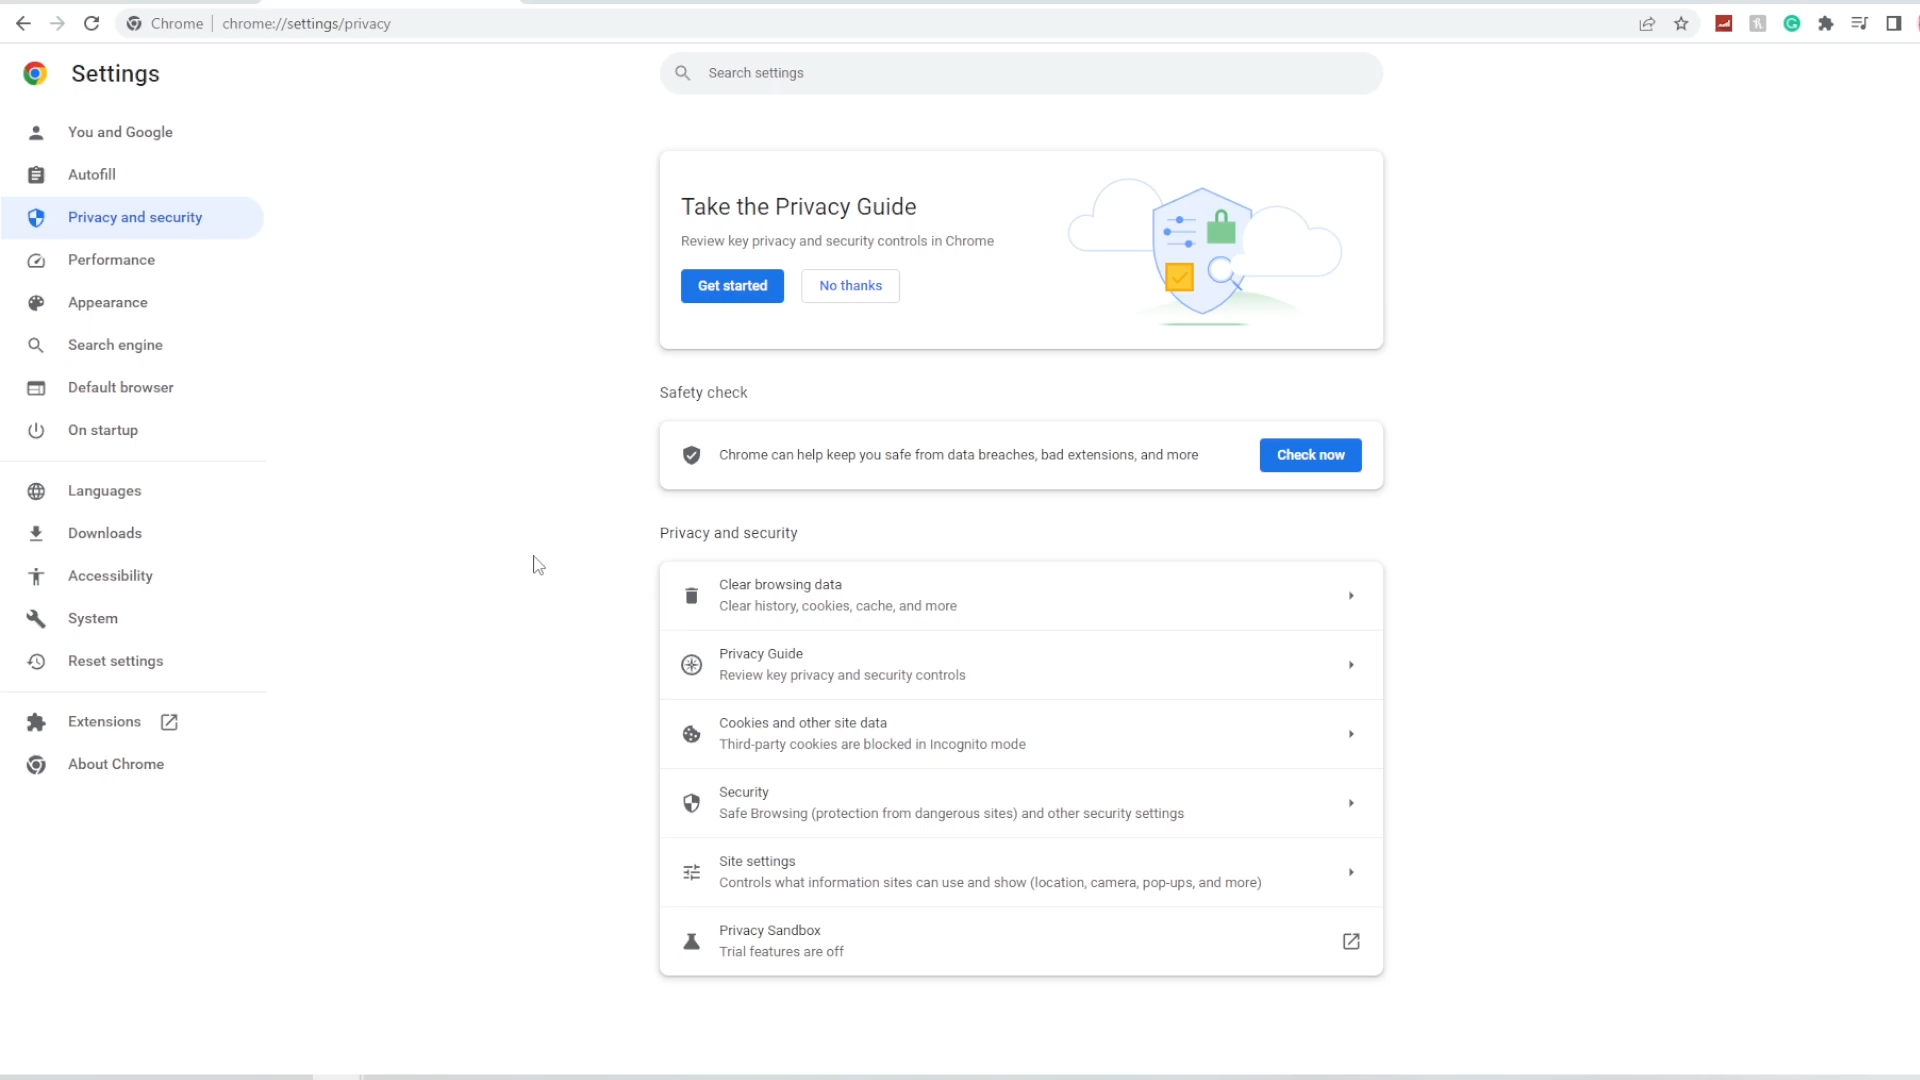 Chrome | chrome://settings/privacy
Settings
Search settings
You and Google
Autofill
Privacy and security
Performance
Appearance
Search engine
Default browser
On startup
Languages
Downloads
Accessibility
System
Reset settings
Extensions
About Chrome
Take the Privacy Guide
Review key privacy and security controls in Chrome
Get started
No thanks
Safety check
Chrome can help keep you safe from data breaches, bad extensions, and more
Check now
Privacy and security
Clear browsing data
Clear history, cookies, cache, and more
Privacy Guide
Review key privacy and security controls
Cookies and other site data
Third-party cookies are blocked in Incognito mode
Security
Safe Browsing (protection from dangerous sites) and other security settings
Site settings
Controls what information sites can use and show (location, camera, pop-ups, and more)
Privacy Sandbox
Trial features are off